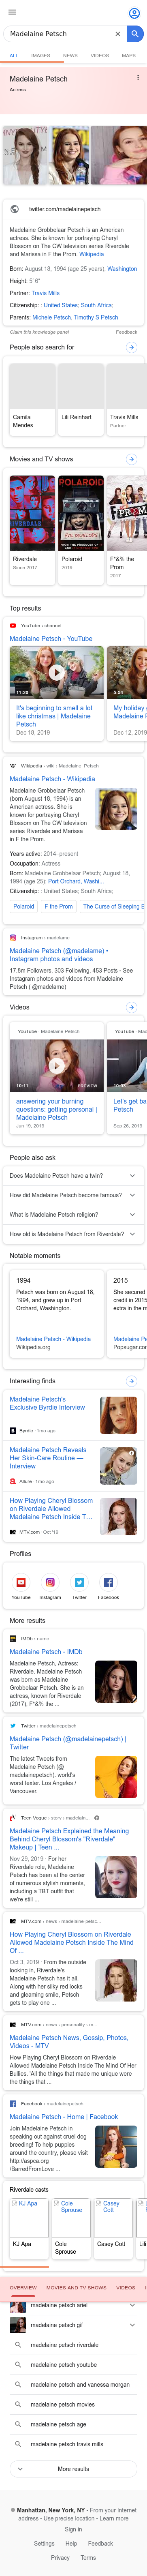 Madelaine Petsch
ALL IMAGES NEWS VIDEOS MAPS
Madelaine Petsch
Actress
twitter.com/madelainepetsch
Madelaine Grobbelaar Petsch is an American
actress. She is known for portraying Cheryl
Blossom on The CW television series Riverdale
and Marissa in F the Prom. Wikipedia
Born: August 18, 1994 (age 25 years), Washington
Height: 5′ 6″
Partner: Travis Mills
Citizenship: : United States; South Africa;
Parents: Michele Petsch, Timothy S Petsch
Claim this knowledge panel Feedback
People also search for
Camila
Mendes
Lili Reinhart
Travis Mills
Partner
Movies and TV shows
RIVERDALE
POLAROID
Riverdale
Since 2017
Polaroid
2019
F*&% the
Prom
2017
Top results
YouTube › channel
Madelaine Petsch - YouTube
11:20
5:54
It's beginning to smell a lot
like christmas | Madelaine
Petsch
Dec 18, 2019
My holiday
Madelaine P
Dec 14, 2019
Wikipedia › wiki › Madelaine_Petsch
Madelaine Petsch - Wikipedia
Madelaine Grobbelaar Petsch
(born August 18, 1994) is an
American actress. She is
known for portraying Cheryl
Blossom on The CW television
series Riverdale and Marissa
in F the Prom.
Years active: 2014–present
Occupation: Actress
Born: Madelaine Grobbelaar Petsch; August 18,
1994 (age 25); Port Orchard, Washi...
Citizenship: : United States; South Africa;
Polaroid F the Prom The Curse of Sleeping E
Instagram › madelame
Madelaine Petsch (@madelame) •
Instagram photos and videos
17.8m Followers, 303 Following, 453 Posts - See
Instagram photos and videos from Madelaine
Petsch ( @madelame)
Videos
YouTube · Madelaine Petsch
10:11 PREVIEW
answering your burning
questions: getting personal |
Madelaine Petsch
Jun 19, 2019
YouTube · Mad
Let's get ba
Petsch
Sep 26, 2019
People also ask
Does Madelaine Petsch have a twin?
How did Madelaine Petsch become famous?
What is Madelaine Petsch religion?
How old is Madelaine Petsch from Riverdale?
Notable moments
1994
Petsch was born on August 18,
1994, and grew up in Port
Orchard, Washington.
Madelaine Petsch - Wikipedia
Wikipedia.org
2015
She secured
credit in 2015
extra in the m
Madelaine Pe
Popsugar.com
Interesting finds
Madelaine Petsch's
Exclusive Byrdie Interview
Byrdie · 1mo ago
Madelaine Petsch Reveals
Her Skin-Care Routine —
Interview
Allure · 1mo ago
How Playing Cheryl Blossom
on Riverdale Allowed
Madelaine Petsch Inside T...
MTV.com · Oct '19
Profiles
YouTube Instagram Twitter Facebook
More results
IMDb › name
Madelaine Petsch - IMDb
Madelaine Petsch, Actress:
Riverdale. Madelaine Petsch
was born as Madelaine
Grobbelaar Petsch. She is an
actress, known for Riverdale
(2017), F*&% the ...
Twitter › madelainepetsch
Madelaine Petsch (@madelainepetsch) |
Twitter
The latest Tweets from
Madelaine Petsch (@
madelainepetsch). world's
worst texter. Los Angeles /
Vancouver.
Teen Vogue › story › madelain...
Madelaine Petsch Explained the Meaning
Behind Cheryl Blossom's "Riverdale"
Makeup | Teen ...
Nov 29, 2019 · For her
Riverdale role, Madelaine
Petsch has been at the center
of numerous stylish pursuits,
including a TBT outfit that
we're still ...
MTV.com › news › madelaine-petsc...
How Playing Cheryl Blossom on Riverdale
Allowed Madelaine Petsch Inside The Mind
Of ...
Oct 3, 2019 · From the outside
looking in, Riverdale's
Madelaine Petsch has it all.
Along with her silky red locks
and gleaming smile, Petsch
gets to play one ...
MTV.com › news › personality › m...
Madelaine Petsch News, Gossip, Photos,
Videos - MTV
How Playing Cheryl Blossom on Riverdale
Allowed Madelaine Petsch Inside The Mind Of Her
Bullies. 'All the things that made me unique were
the things that ...
Facebook › madelainepetsch
Madelaine Petsch - Home | Facebook
Join Madelaine Petsch in
speaking out against cruel dog
breeding! To help puppies
around the country, please visit
http://aspca.org
/BarredFromLove ...
Riverdale casts
KJ Apa
Cole
Sprouse
Casey
Cott
KJ Apa
Cole
Sprouse
Casey Cott
Lili
OVERVIEW MOVIES AND TV SHOWS VIDEOS
madelaine petsch ariel
madelaine petsch gif
madelaine petsch riverdale
madelaine petsch youtube
madelaine petsch and vanessa morgan
madelaine petsch movies
madelaine petsch age
madelaine petsch travis mills
More results
Manhattan, New York, NY - From your Internet
address - Use precise location - Learn more
Sign in
Settings Help Feedback
Privacy Terms